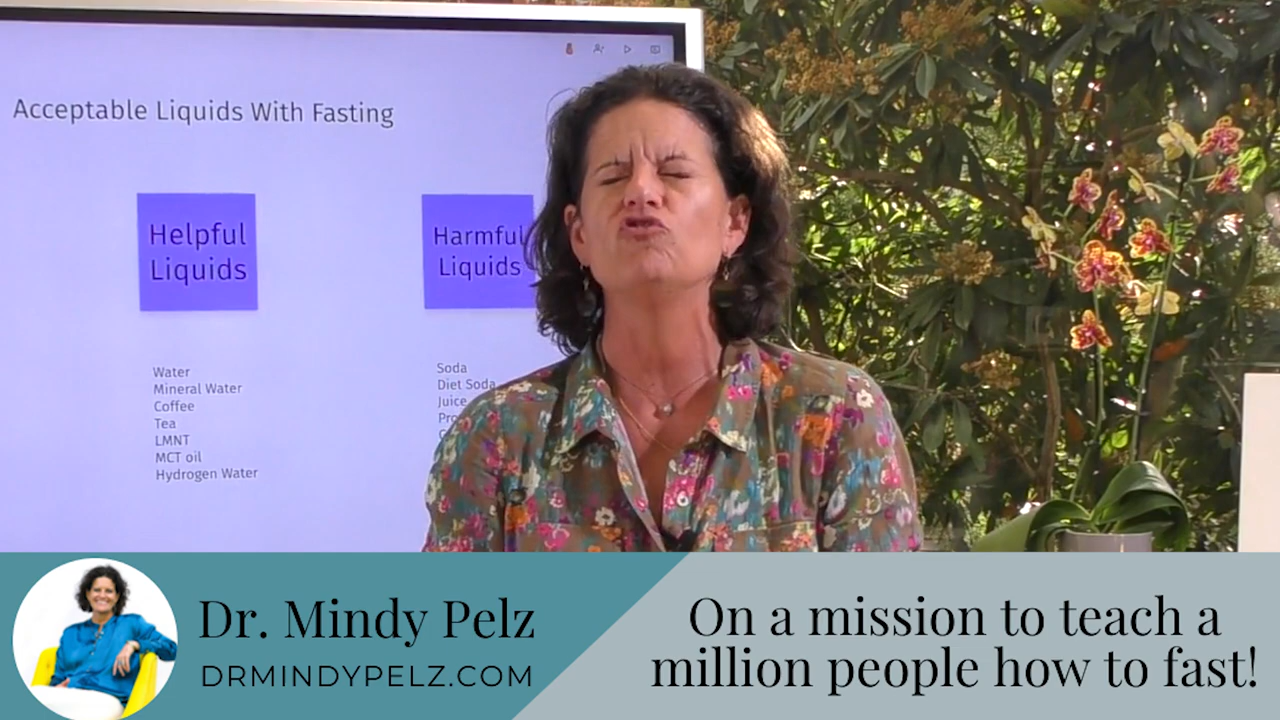 Acceptable Liquids With Fasting
Helpful
Liquids
Water
Mineral Water
Coffee
Tea
LMNT
MCT oil
Hydrogen Water
Harmful
Liquids
Soda
Diet Soda
Juice
Dr. Mindy Pelz
DRMINDYPELZ.COM
On a mission to teach a
million people how to fast!